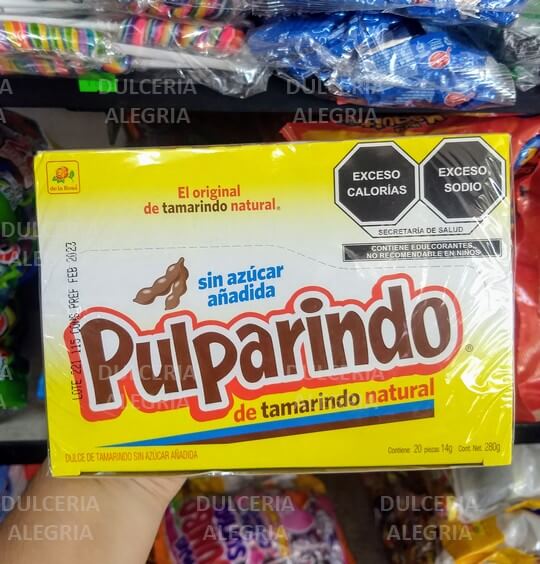 de la Rosa
El original
de tamarindo natural®
EXCESO
CALORÍAS
EXCESO
SODIO
SECRETARÍA DE SALUD
CONTIENE EDULCORANTES,
NO RECOMENDABLE EN NIÑOS
LOTE 221 115 CONS PREF FEB 2023
sin azúcar
añadida
Pulparindo®
de tamarindo natural
DULCE DE TAMARINDO SIN AZÚCAR AÑADIDA
Contiene: 20 piezas 14g Cont. Net. 280g
DULCERIA
ALEGRIA
DULCERIA
ALEGRIA
DULCERIA
ALEGRIA
DULCERIA
ALEGRIA
DULCERIA
ALEGRIA
DULCERIA
ALEGRIA